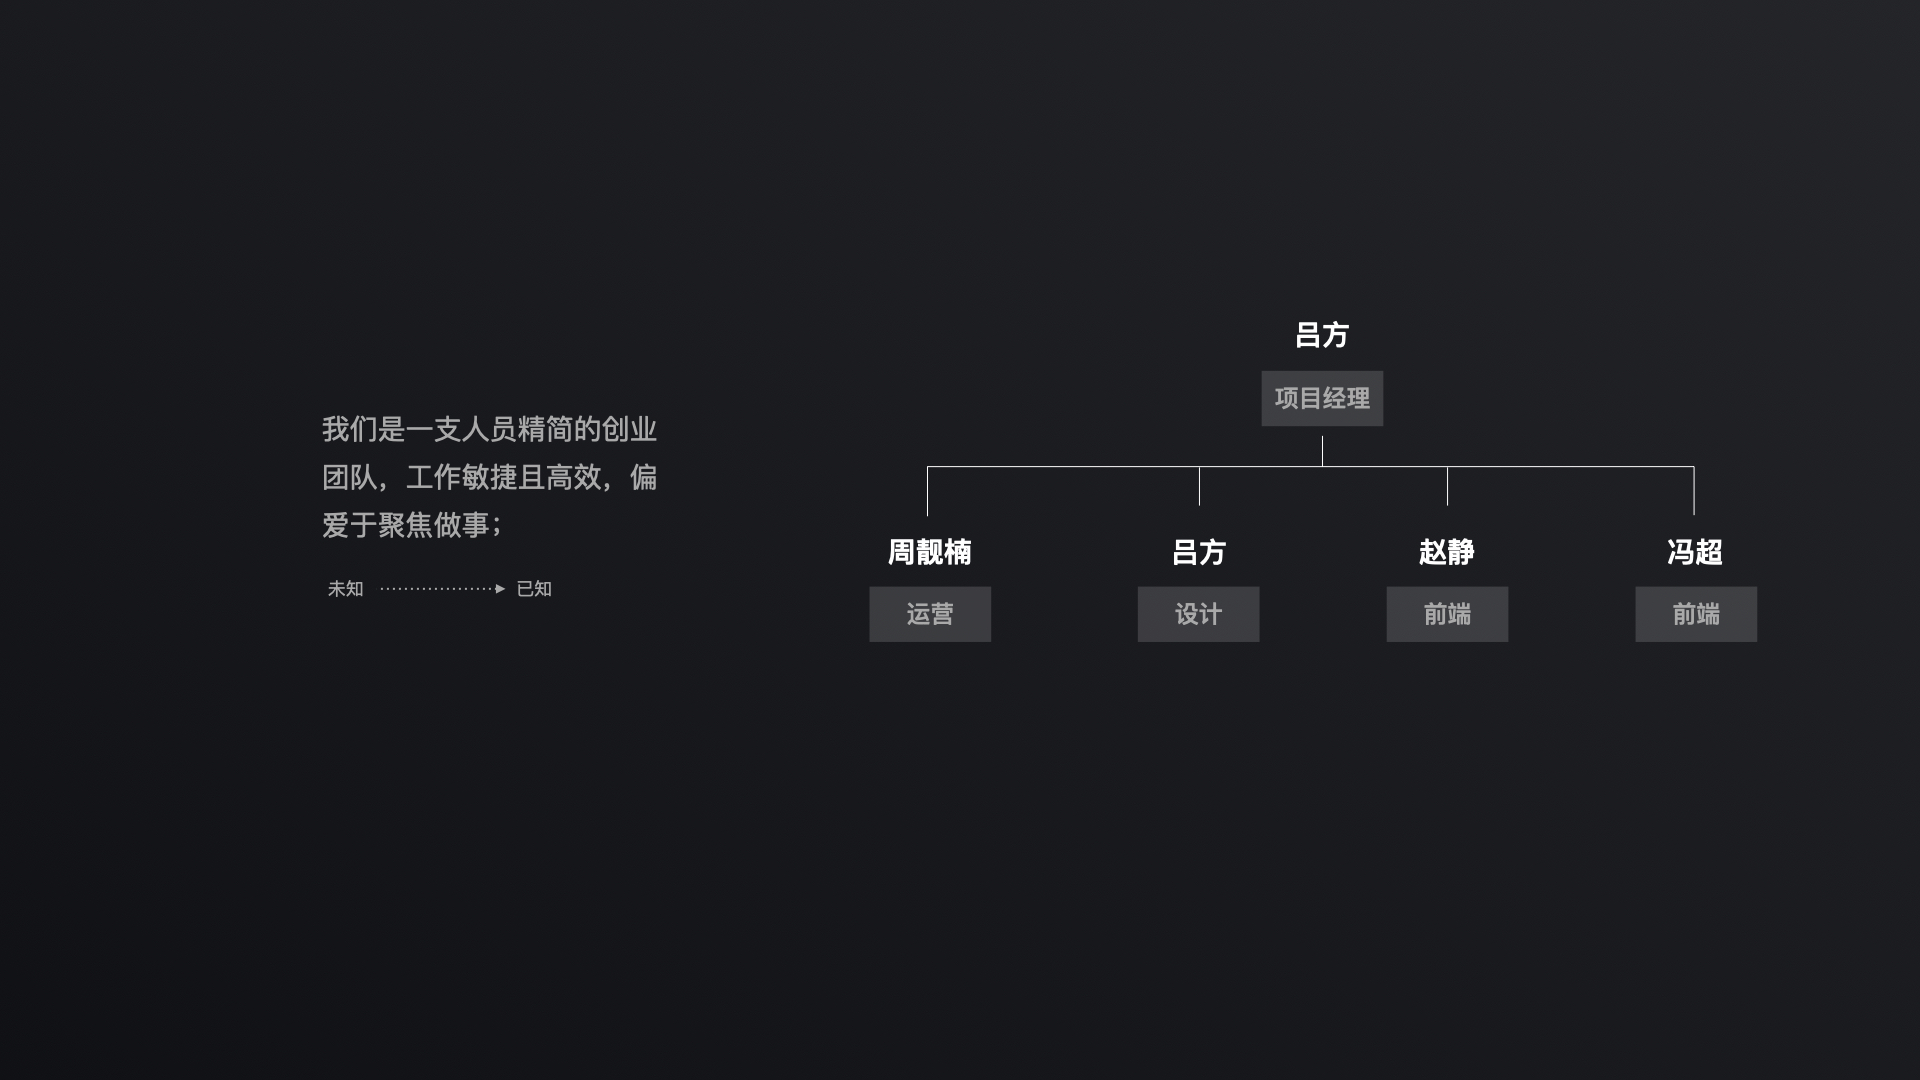 我们是一支人员精简的创业
团队，工作敏捷且高效，偏
爱于聚焦做事；
未知 已知
吕方
项目经理
周靓楠 吕方 赵静 冯超
运营 设计 前端 前端